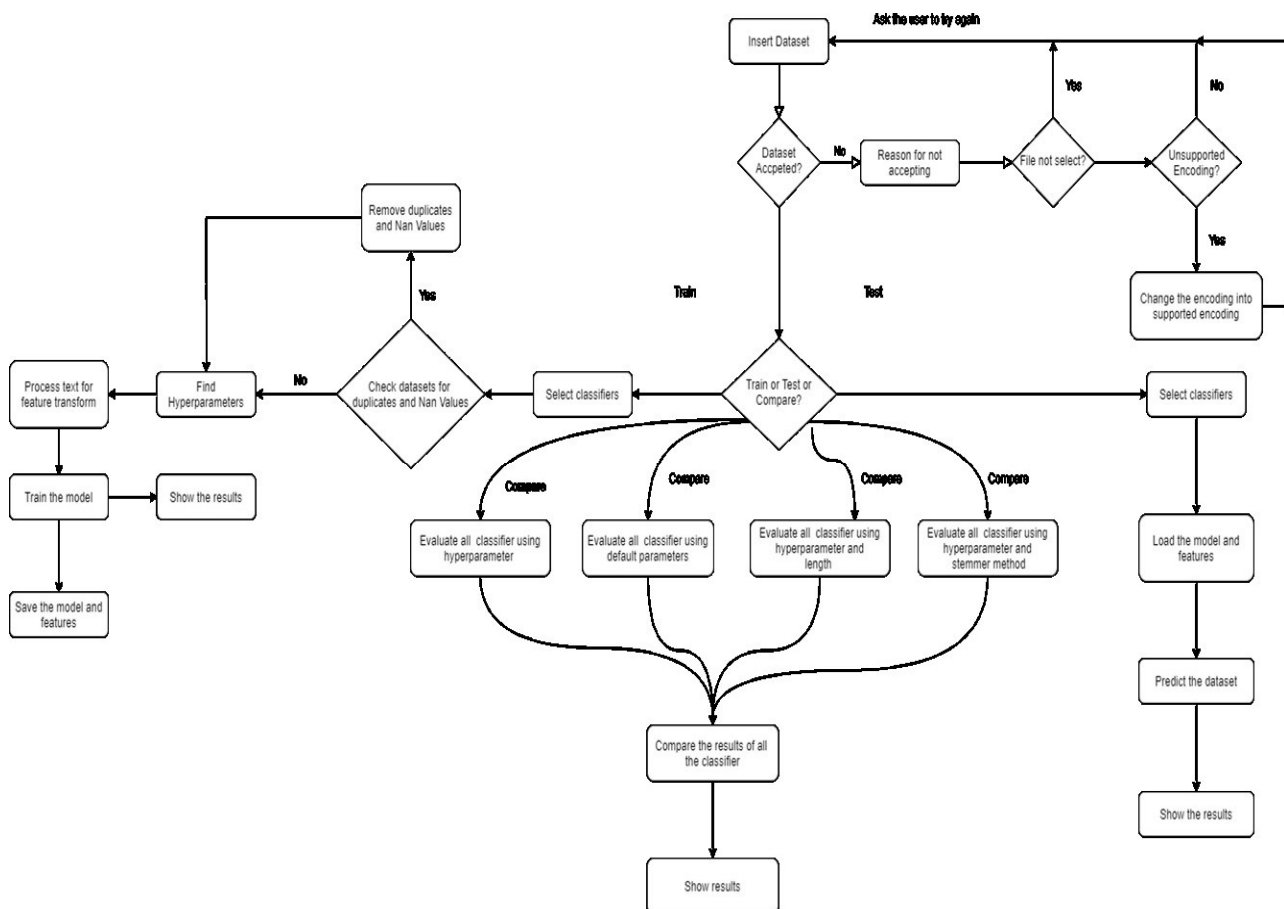 Ask the user to try again
Insert Dataset
Yes
No
Dataset
Accpeted?
No
Reason for not
accepting
File not select?
Unsupported
Encoding?
Remove duplicates
and Nan Values
Yes
Yes
Train
Test
Change the encoding into
supported encoding
Process text for
feature transform
Find
Hyperparameters
No
Check datasets for
duplicates and Nan Values
Select classifiers
Train or Test or
Compare?
Select classifiers
Train the model
Show the results
Compare
Compare
Compare
Compare
Evaluate all classifier using
hyperparameter
Evaluate all classifier using
default parameters
Evaluate all classifier using
hyperparameter and
length
Evaluate all classifier using
hyperparameter and
stemmer method
Load the model and
features
Save the model and
features
Predict the dataset
Compare the results of all
the classifier
Show the results
Show results